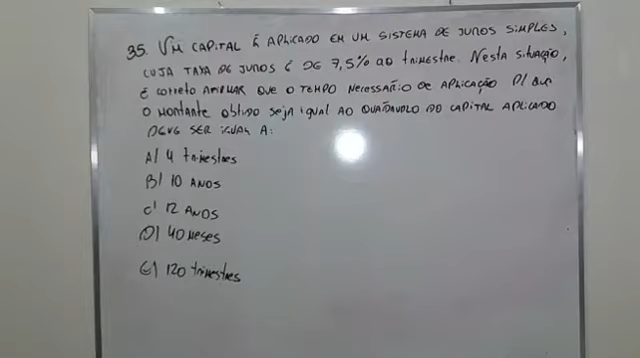 35. UM CAPITAL É APLICADO EM UM SISTEMA DE JUROS SIMPLES,
CUJA TAXA DE JUROS É DE 7,5% ao trimestre. Nesta situação,
É correto AFIRMAR QUE O TEMPO Necessário DE APLICAÇÃO P/ QUE
O montante obtido seja igual AO QUÁDRUPLO DO CAPITAL APLICADO
DEVE SER iGUAL A:
A) 4 trimestres
B) 10 ANOS
C) 12 ANOS
D) 40 MESES
E) 120 trimestres